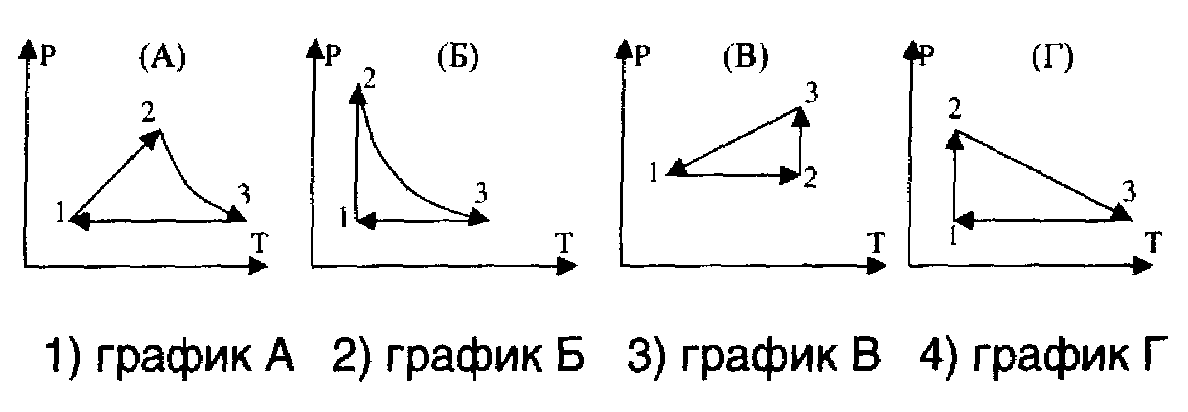 P (А) P (Б) P (В) P (Г)
2 2 3 2
1 3 1 3 1 2 1 3
T T T T
1) график А 2) график Б 3) график В 4) график Г